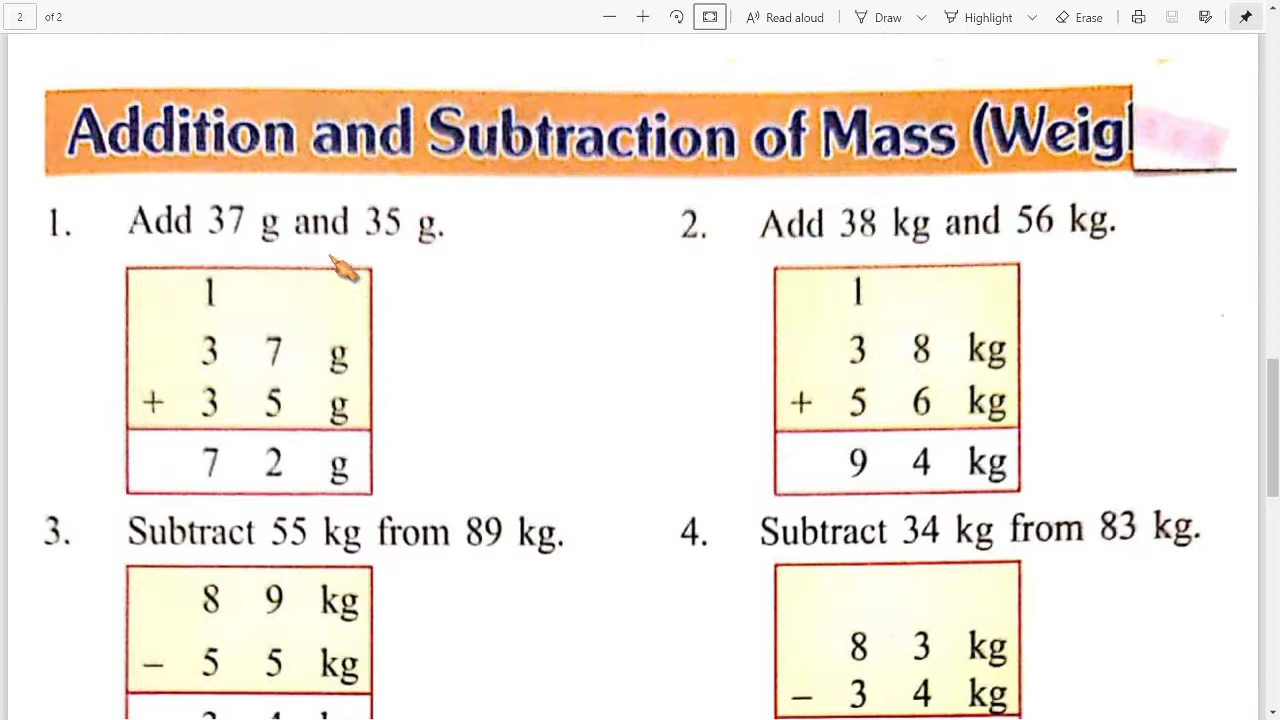 2 of 2 Read aloud Draw Highlight Erase
Addition and Subtraction of Mass
1. Add 37 g and 35 g.
1
3 7 g
+ 3 5 g
7 2 g
2. Add 38 kg and 56 kg.
1
3 8 kg
+ 5 6 kg
9 4 kg
3. Subtract 55 kg from 89 kg.
8 9 kg
− 5 5 kg
4. Subtract 34 kg from 83 kg.
8 3 kg
− 3 4 kg